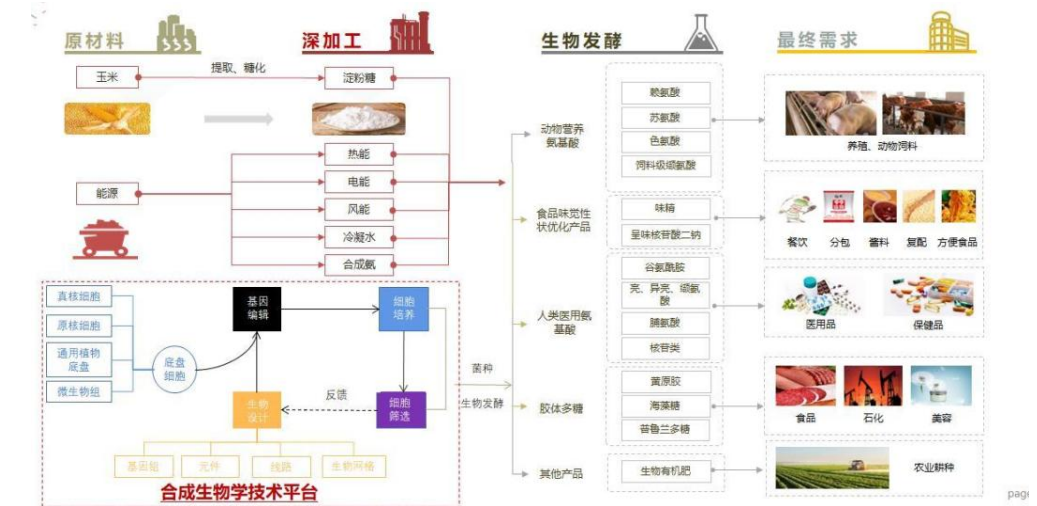 原材料
深加工
生物发酵
最终需求
玉米
提取、糖化
淀粉糖
能源
热能
电能
风能
冷凝水
合成氨
真核细胞
原核细胞
通用植物
底盘
微生物组
底盘
细胞
基因
编辑
细胞
培养
生物
设计
反馈
细胞
筛选
基因组
元件
线路
生物网格
合成生物学技术平台
菌种
生物发酵
动物营养
氨基酸
赖氨酸
苏氨酸
色氨酸
饲料级缬氨酸
养殖、动物饲料
食品味觉性
状优化产品
味精
呈味核苷酸二钠
餐饮
分包
酱料
复配
方便食品
人类医用氨
基酸
谷氨酰胺
亮、异亮、缬氨
酸
脯氨酸
核苷类
医用品
保健品
胶体多糖
黄原胶
海藻糖
普鲁兰多糖
食品
石化
美容
其他产品
生物有机肥
农业耕种
page